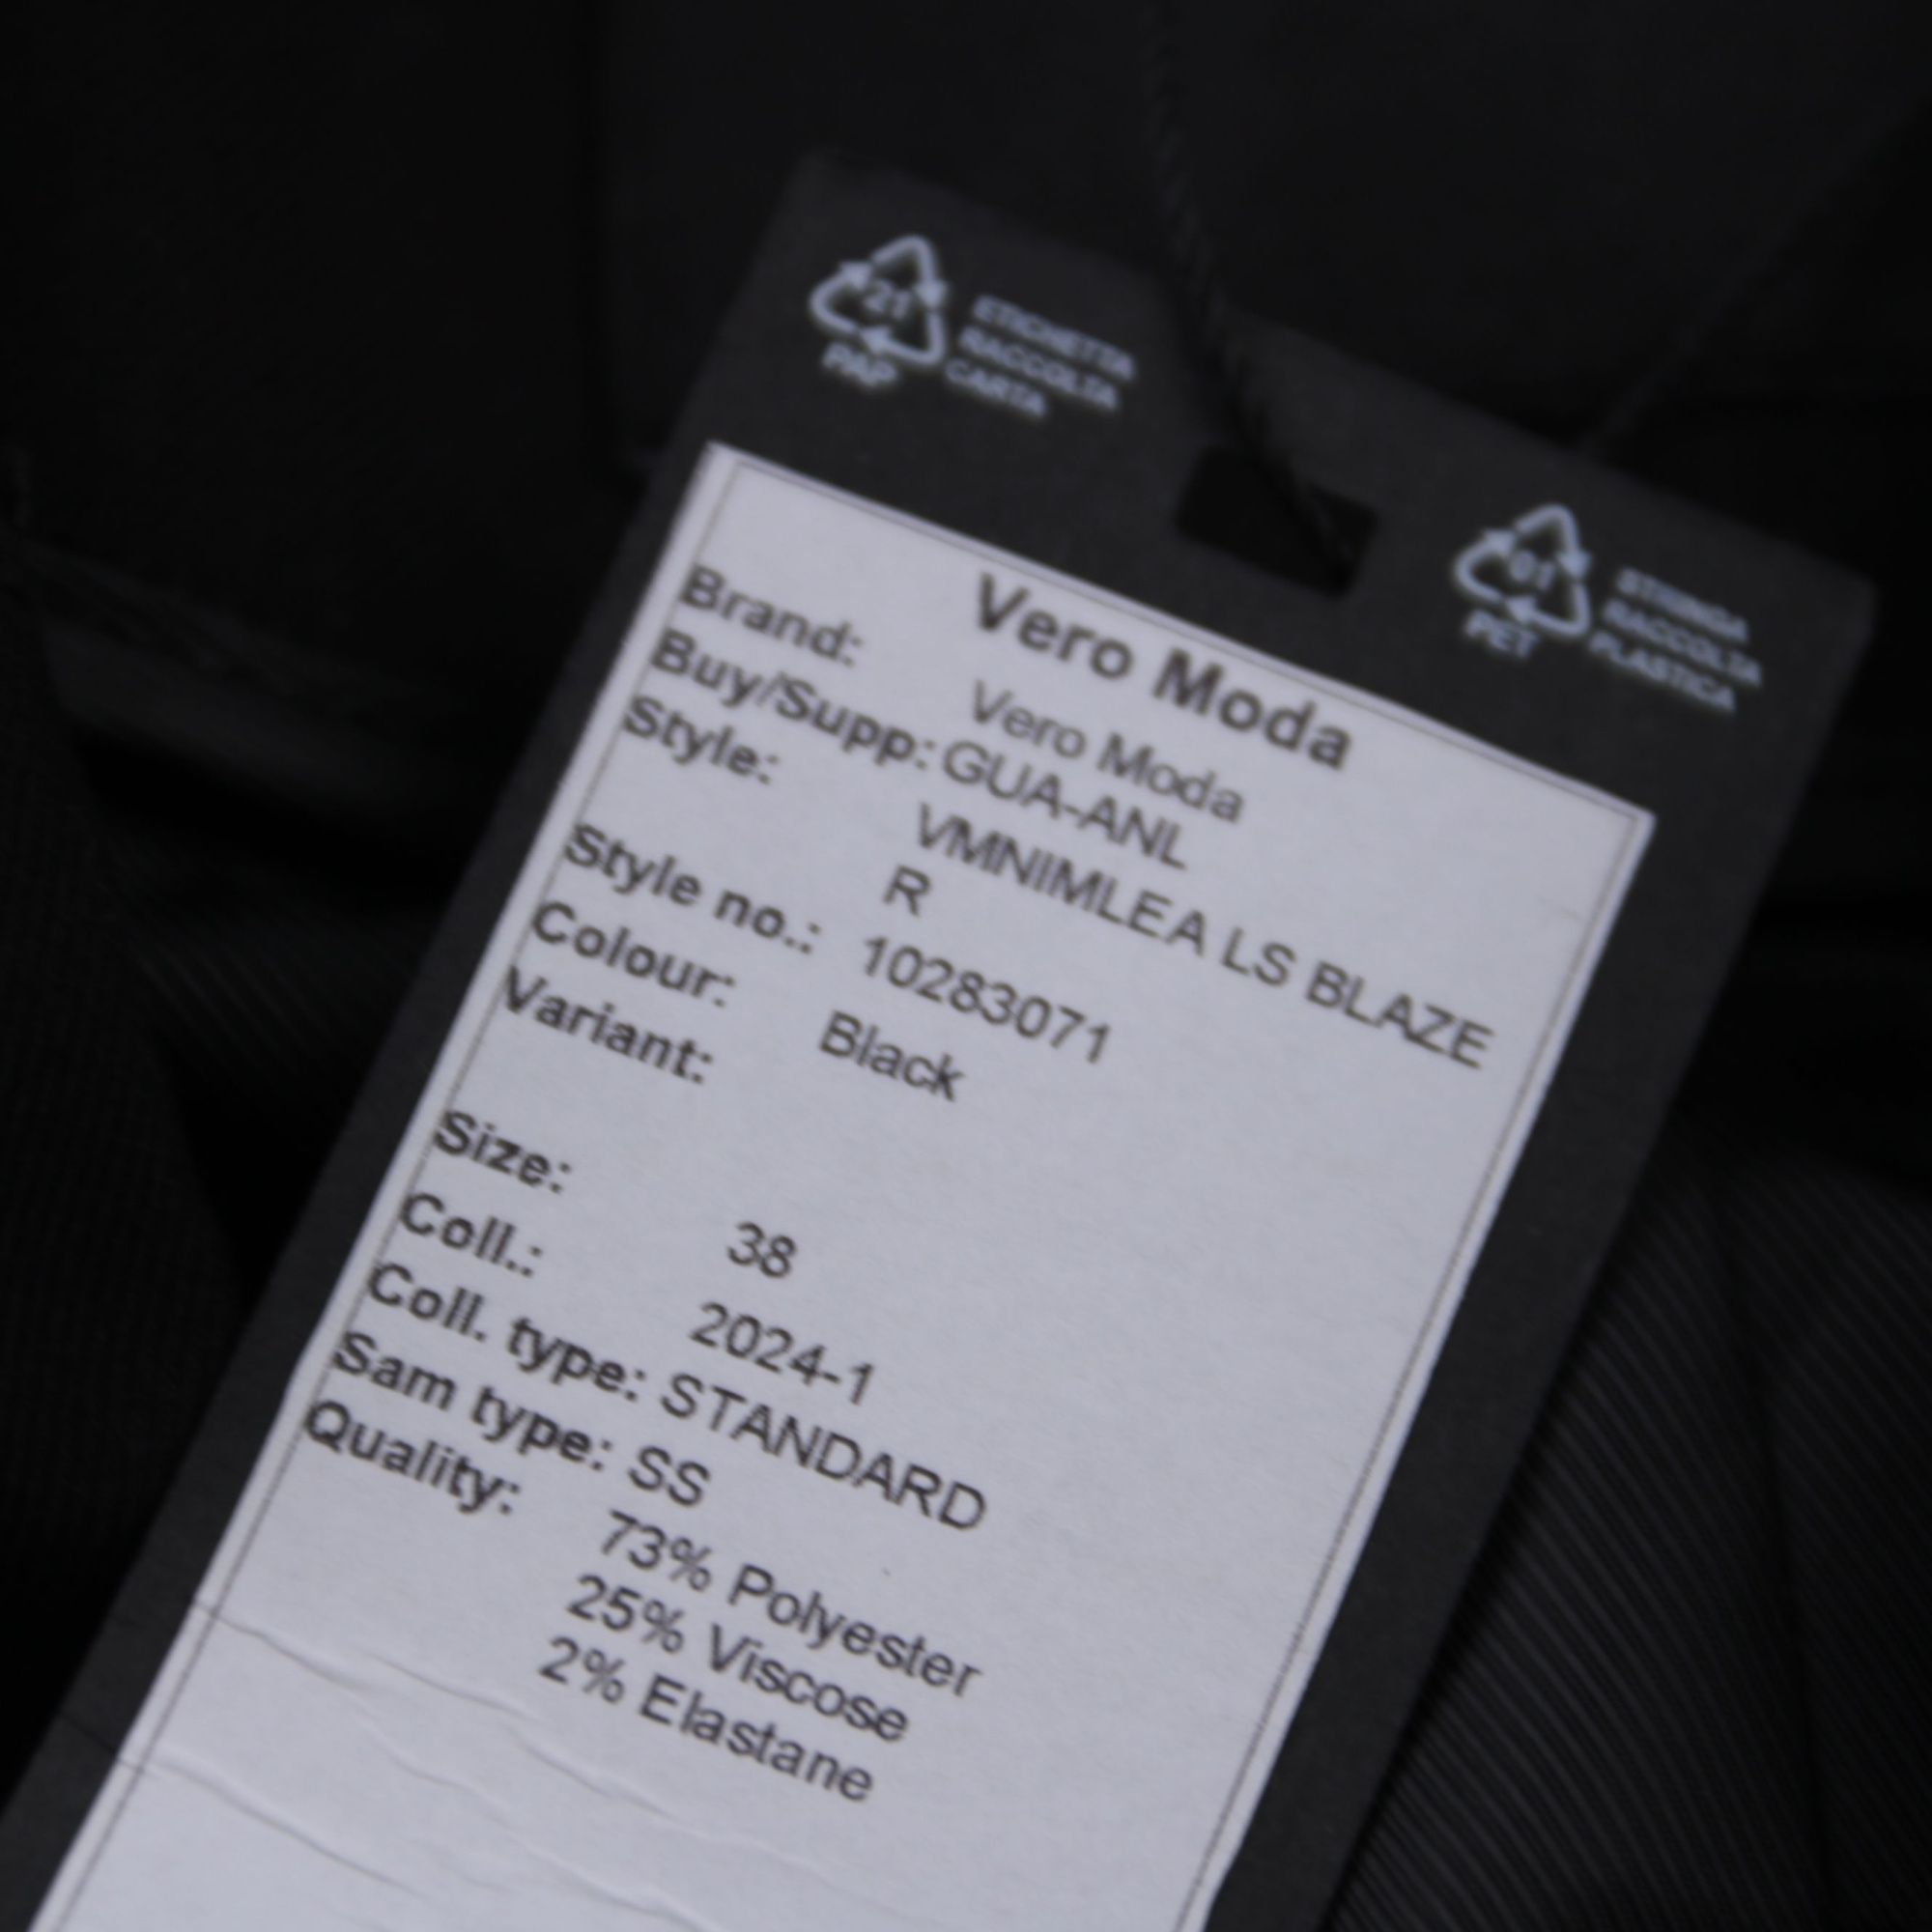 21
PAP
ETICHETTA
RACCOLTA
CARTA
01
PET
STRINGA
RACCOLTA
PLASTICA
Vero Moda
Brand: Vero Moda
Buy/Supp: GUA-ANL
Style: VMNIMLEA LS BLAZE
R
Style no.: 10283071
Colour: Black
Variant:
Size: 38
Coll.: 2024-1
Coll. type: STANDARD
Sam type: SS
Quality: 73% Polyester
25% Viscose
2% Elastane